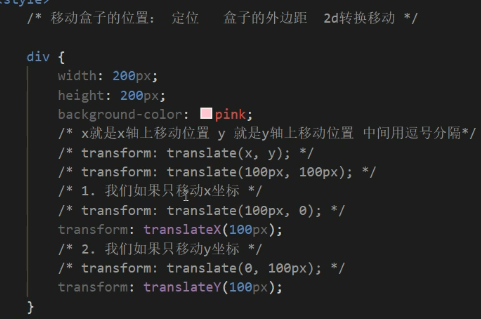 style>
/* 移动盒子的位置： 定位   盒子的外边距  2d转换移动 */
div {
width: 200px;
height: 200px;
background-color: pink;
/* x就是x轴上移动位置 y 就是y轴上移动位置 中间用逗号分隔*/
/* transform: translate(x, y); */
/* transform: translate(100px, 100px); */
/* 1. 我们如果只移动x坐标 */
/* transform: translate(100px, 0); */
transform: translateX(100px);
/* 2. 我们如果只移动y坐标 */
/* transform: translate(0, 100px); */
transform: translateY(100px);
}